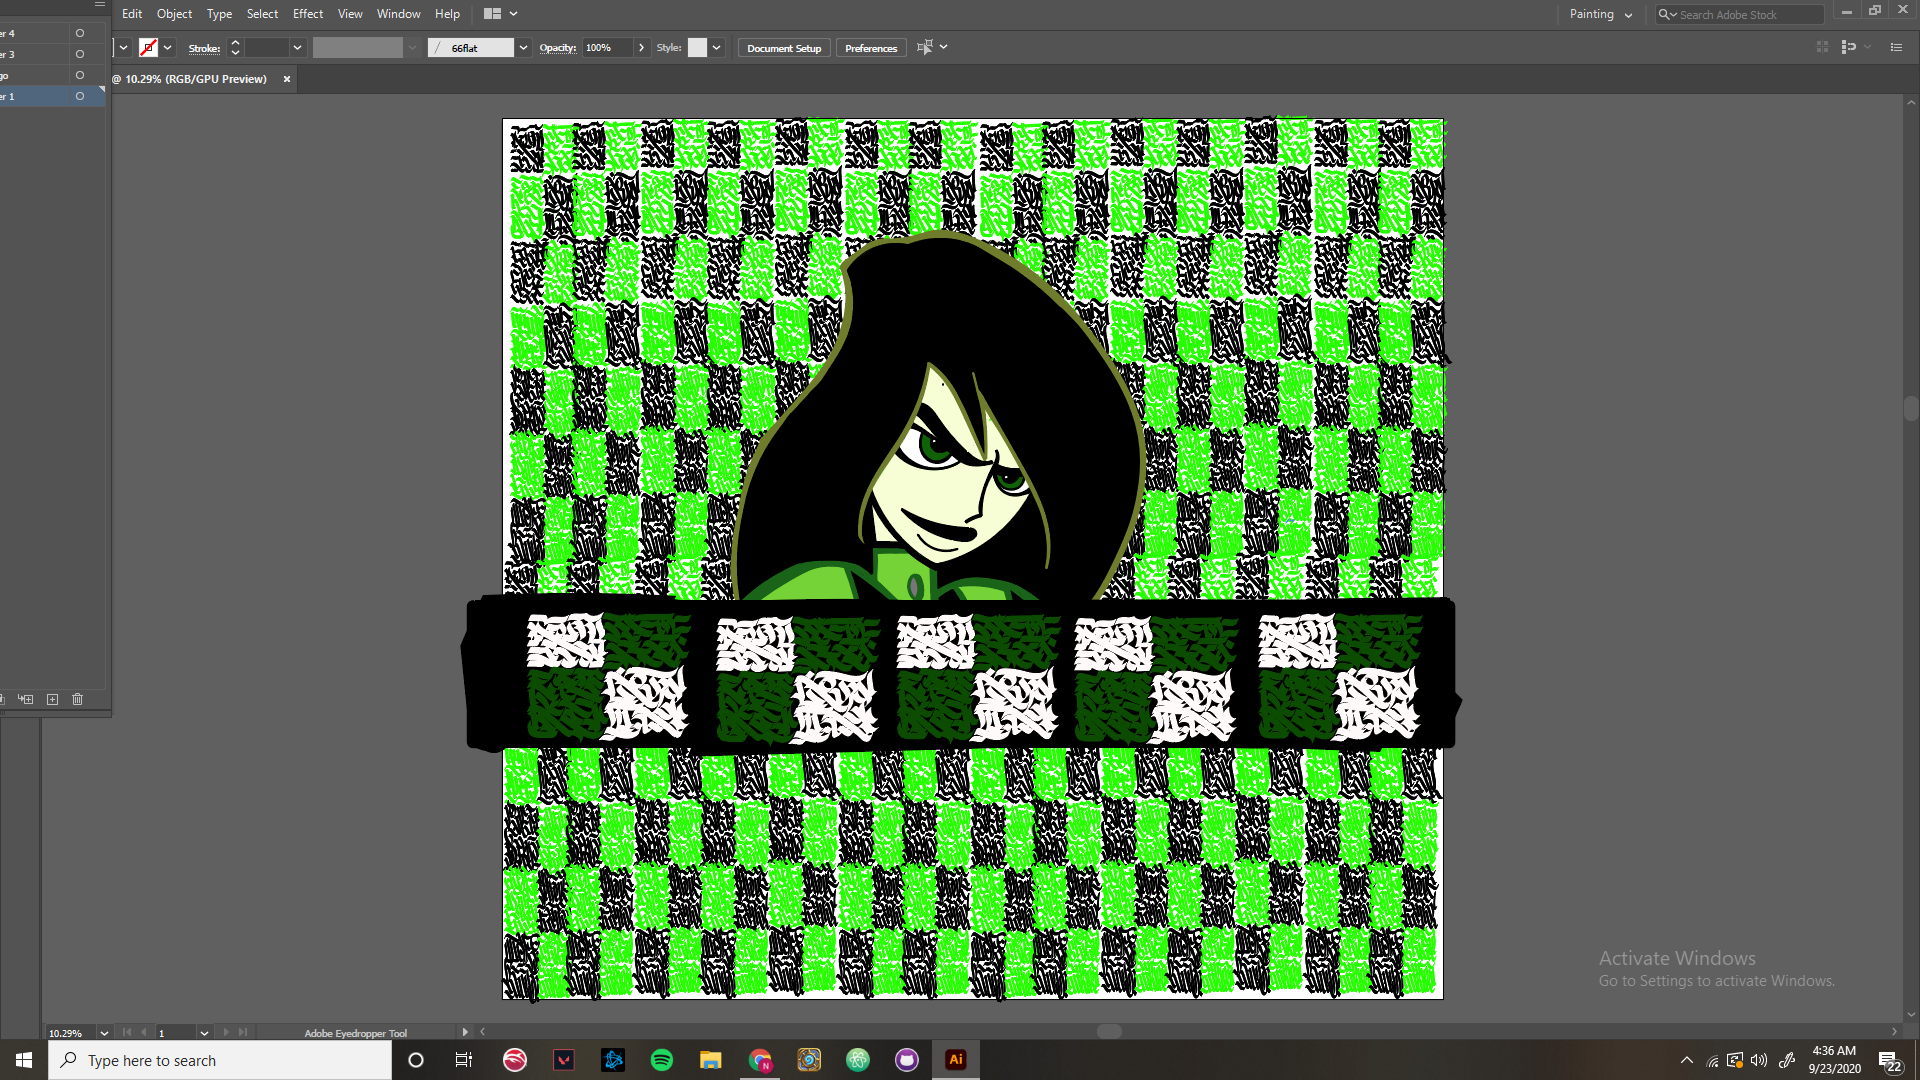 Edit Object Type Select Effect View Window Help
Painting
Search Adobe Stock
Stroke:
66flat
Opacity: 100%
Style:
Document Setup
Preferences
er 4
er 3
go
er 1
@ 10.29% (RGB/GPU Preview)
Activate Windows
Go to Settings to activate Windows.
10.29%
1
Adobe Eyedropper Tool
Type here to search
N
Ai
4:36 AM
9/23/2020
22